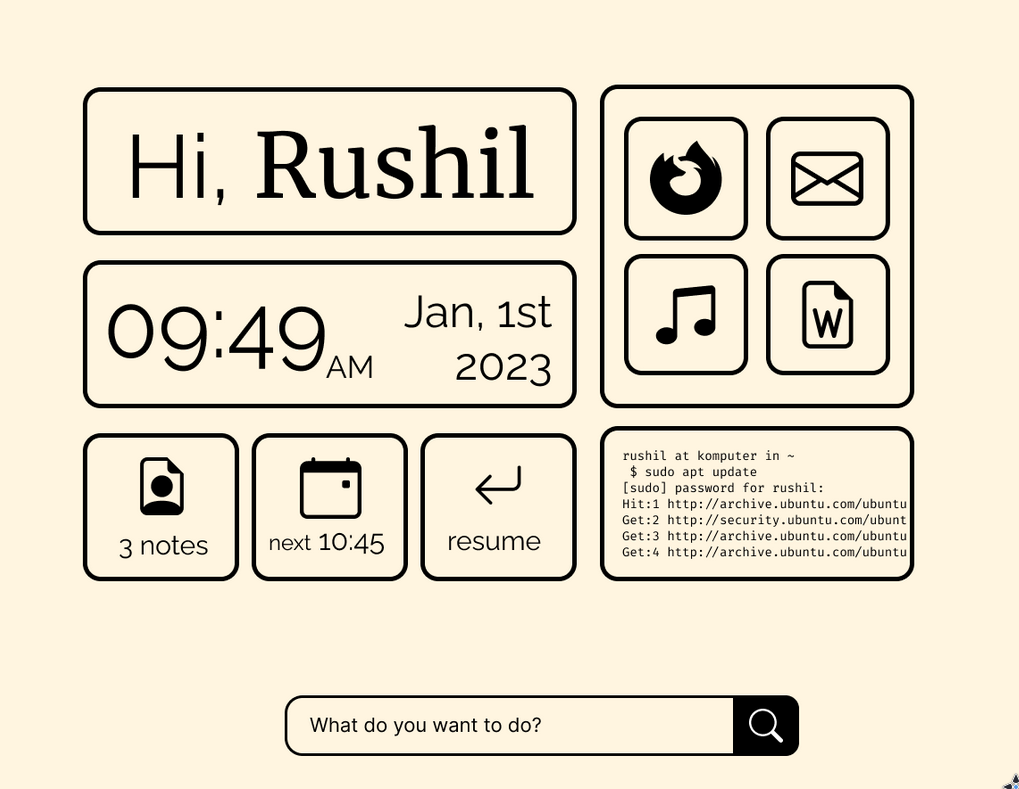 Hi, Rushil
09:49 AM
Jan, 1st
2023
3 notes
next 10:45
resume
W
rushil at komputer in ~
$ sudo apt update
[sudo] password for rushil:
Hit:1 http://archive.ubuntu.com/ubuntu
Get:2 http://security.ubuntu.com/ubunt
Get:3 http://archive.ubuntu.com/ubuntu
Get:4 http://archive.ubuntu.com/ubuntu
What do you want to do?